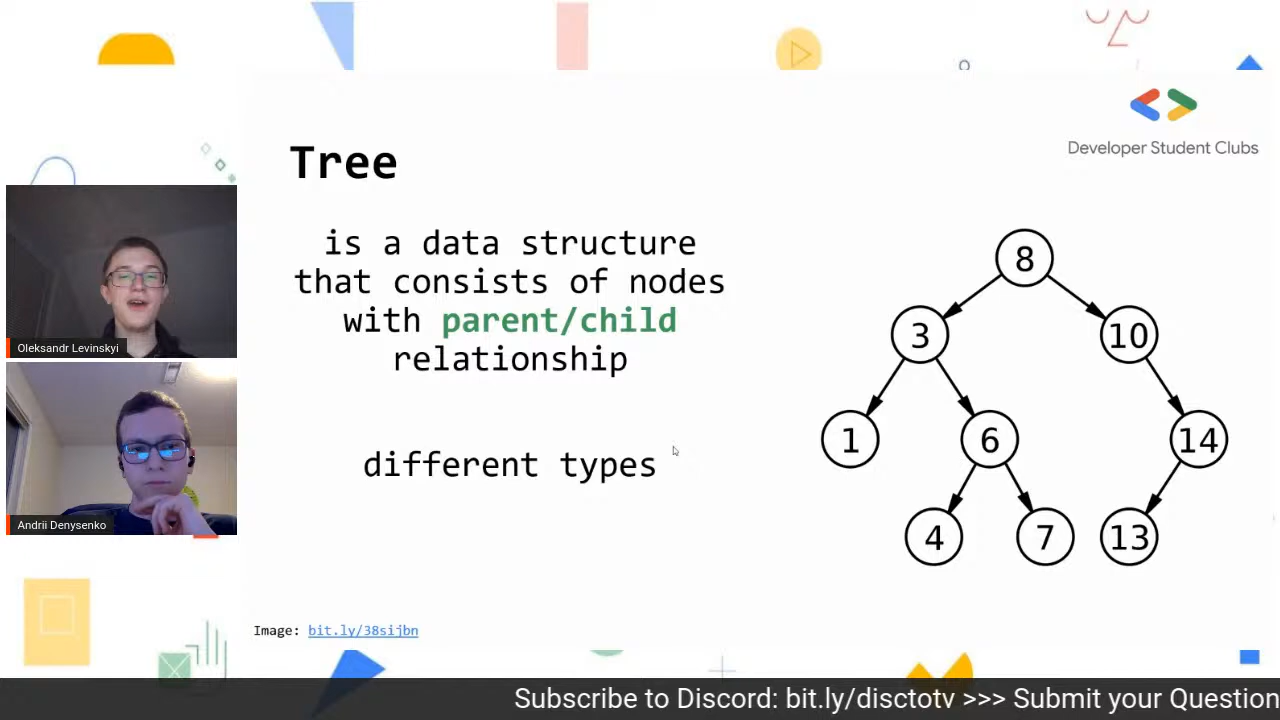 Developer Student Clubs
Tree
is a data structure
that consists of nodes
with parent/child
relationship
different types
8
3
10
1
6
14
4
7
13
Oleksandr Levinskyi
Andrii Denysenko
Image: bit.ly/38sijbn
Subscribe to Discord: bit.ly/disctotv >>> Submit your Question